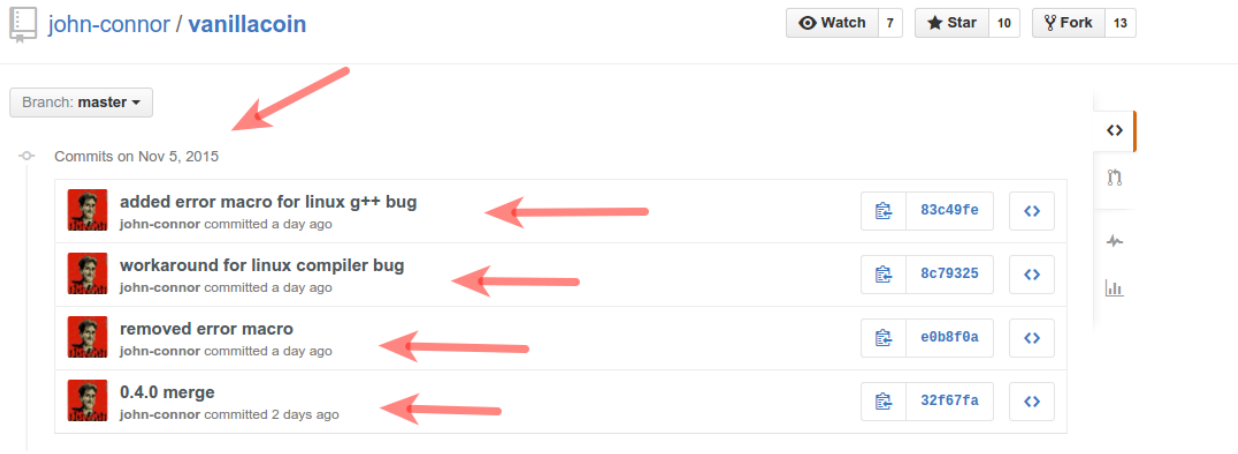 john-connor / vanillacoin
Watch 7 Star 10 Fork 13
Branch: master
Commits on Nov 5, 2015
added error macro for linux g++ bug
john-connor committed a day ago
83c49fe
workaround for linux compiler bug
john-connor committed a day ago
8c79325
removed error macro
john-connor committed a day ago
e0b8f0a
0.4.0 merge
john-connor committed 2 days ago
32f67fa